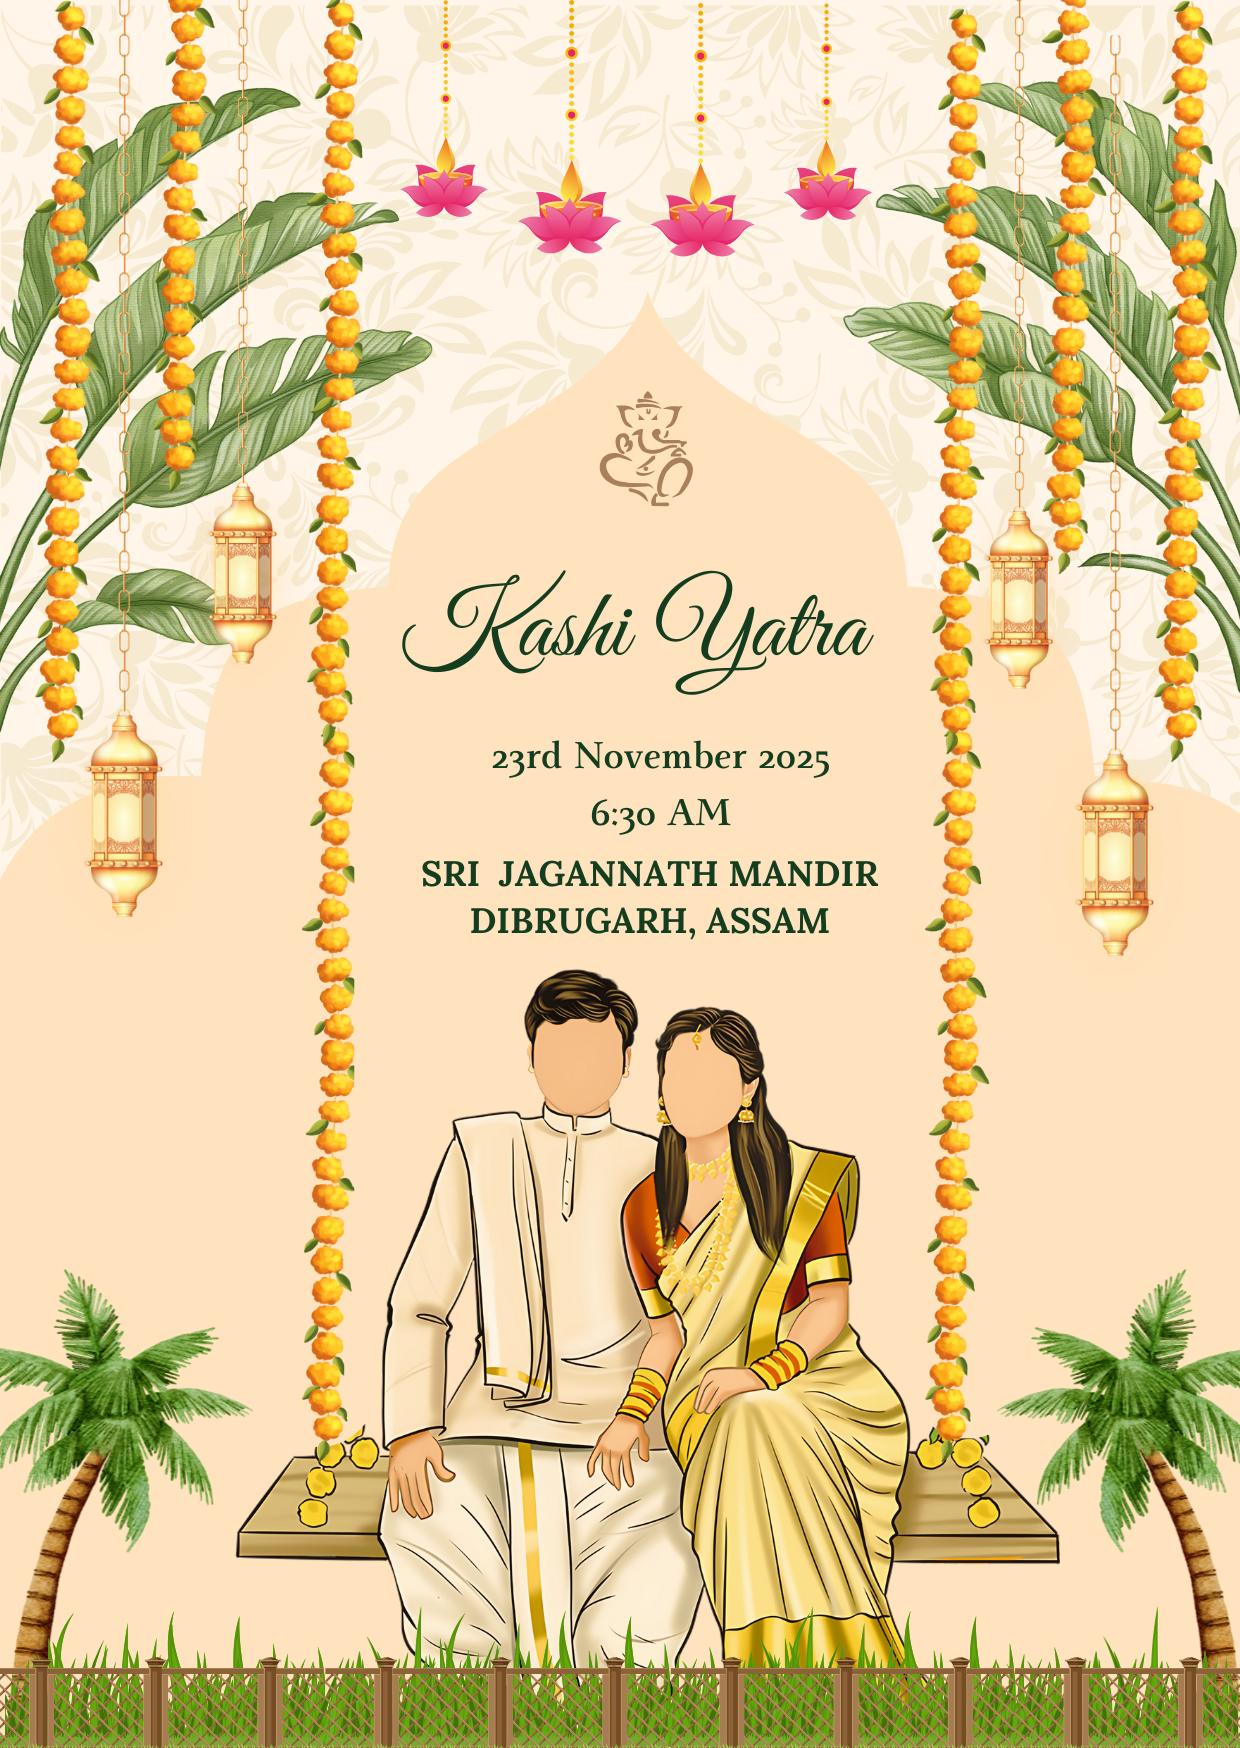 Kashi Yatra
23rd November 2025
6:30 AM
SRI JAGANNATH MANDIR
DIBRUGARH, ASSAM